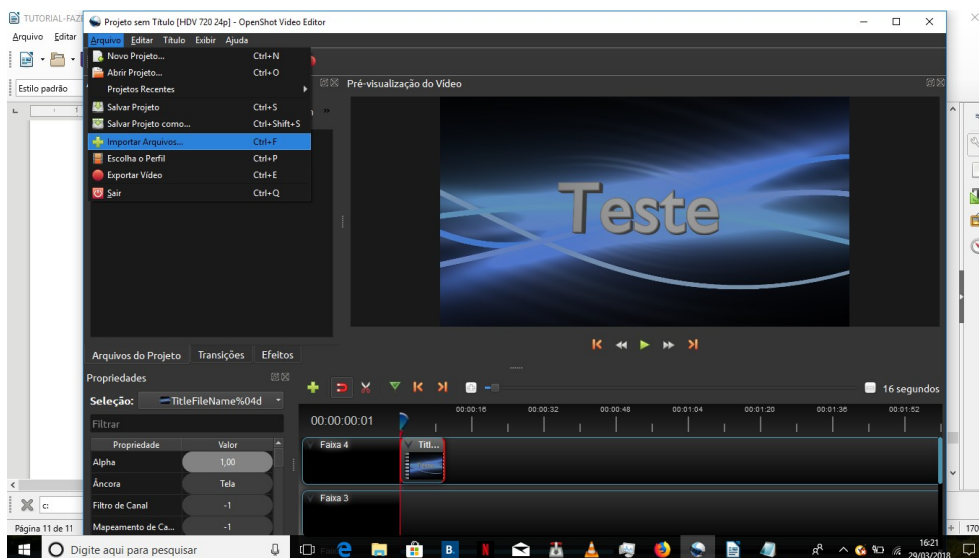 TUTORIAL-FAZ
Projeto sem Título [HDV 720 24p] - OpenShot Video Editor
Arquivo Editar
Arquivo Editar Título Exibir Ajuda
Novo Projeto... Ctrl+N
Abrir Projeto... Ctrl+O
Projetos Recentes
Salvar Projeto Ctrl+S
Salvar Projeto como... Ctrl+Shift+S
Importar Arquivos... Ctrl+F
Escolha o Perfil Ctrl+P
Exportar Vídeo Ctrl+E
Sair Ctrl+Q
Estilo padrão
Pré-visualização do Vídeo
Teste
Arquivos do Projeto Transições Efeitos
Propriedades
Seleção: TitleFileName%04d
16 segundos
Filtrar
00:00:00:01
00:00:16 00:00:32 00:00:48 00:01:04 00:01:20 00:01:36 00:01:52
Propriedade Valor
Alpha 1,00
Âncora Tela
Filtro de Canal -1
Mapeamento de Ca... -1
Faixa 4
Titl...
Faixa 3
c:
Página 11 de 11
170
Digite aqui para pesquisar
16:21
29/03/2018